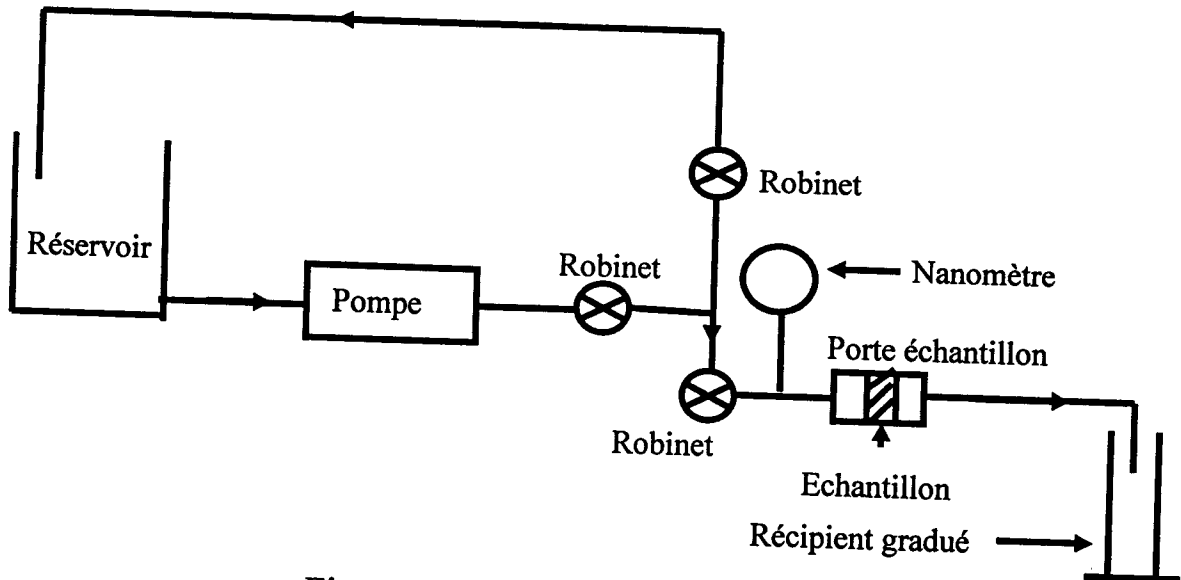 Robinet
Réservoir
Robinet
Nanomètre
Pompe
Porte échantillon
Robinet
Echantillon
Récipient gradué